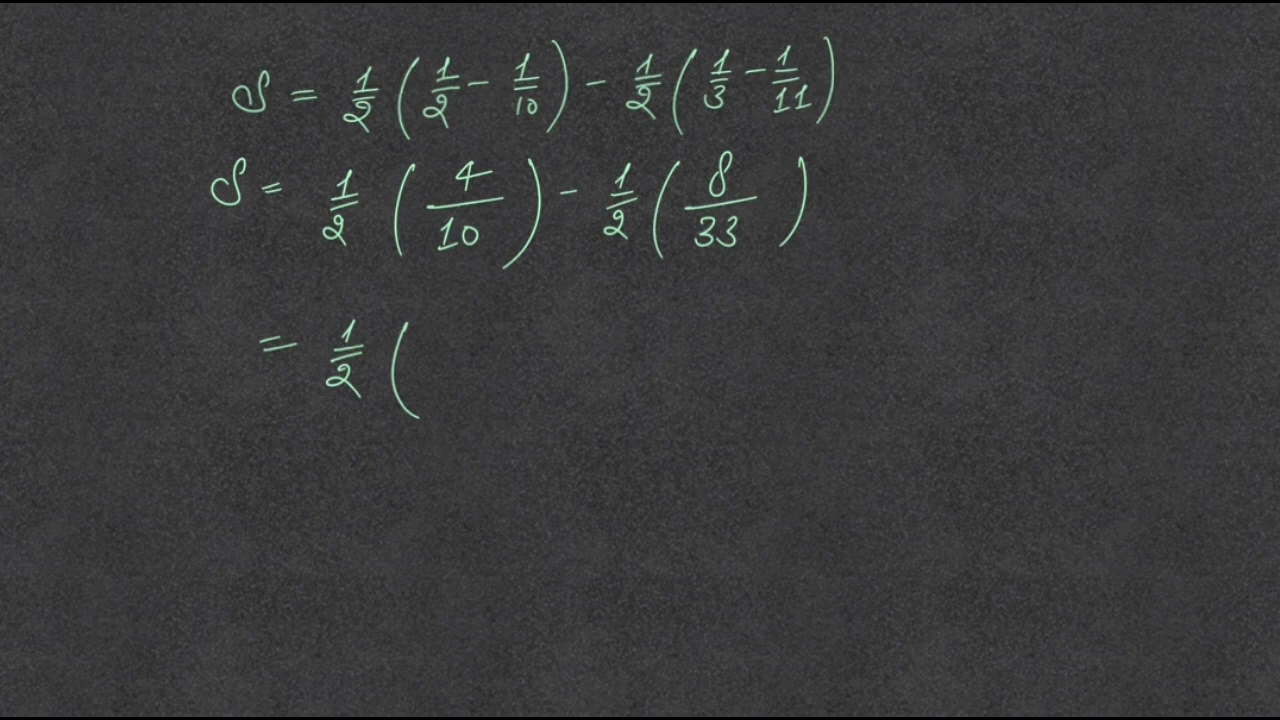 S = 1/2 ( 1/2 - 1/10 ) - 1/2 ( 1/3 - 1/11 )
S = 1/2 ( 4/10 ) - 1/2 ( 8/33 )
= 1/2 (